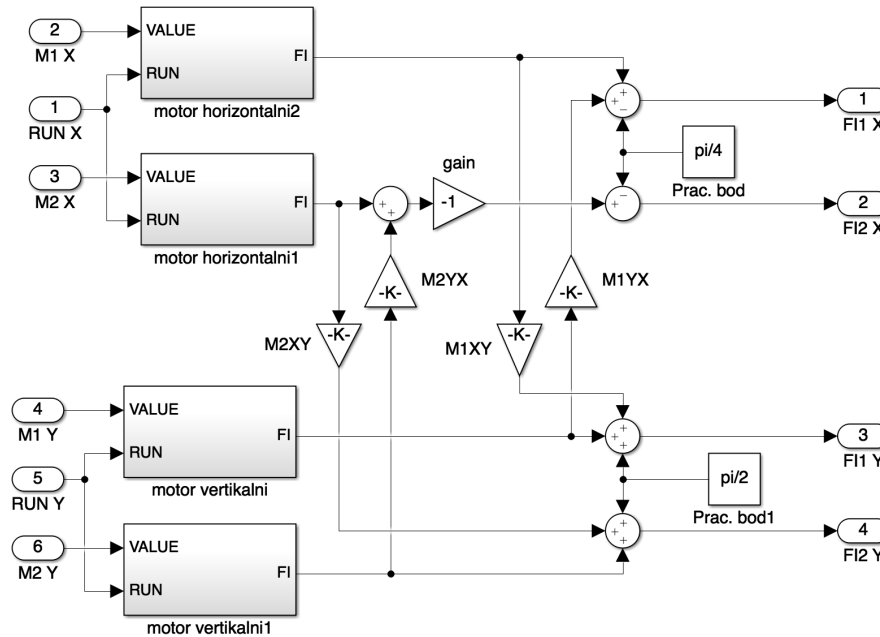 2
M1 X
VALUE
RUN
FI
motor horizontalni2
1
RUN X
3
M2 X
VALUE
RUN
FI
motor horizontalni1
+
+
gain
-1
+
+
−
1
FI1 X
pi/4
Prac. bod
−
+
2
FI2 X
-K-
M2YX
-K-
M1YX
M2XY
-K-
M1XY
-K-
4
M1 Y
VALUE
RUN
FI
motor vertikalni
5
RUN Y
+
+
+
3
FI1 Y
pi/2
Prac. bod1
6
M2 Y
VALUE
RUN
FI
motor vertikalni1
+
+
+
4
FI2 Y